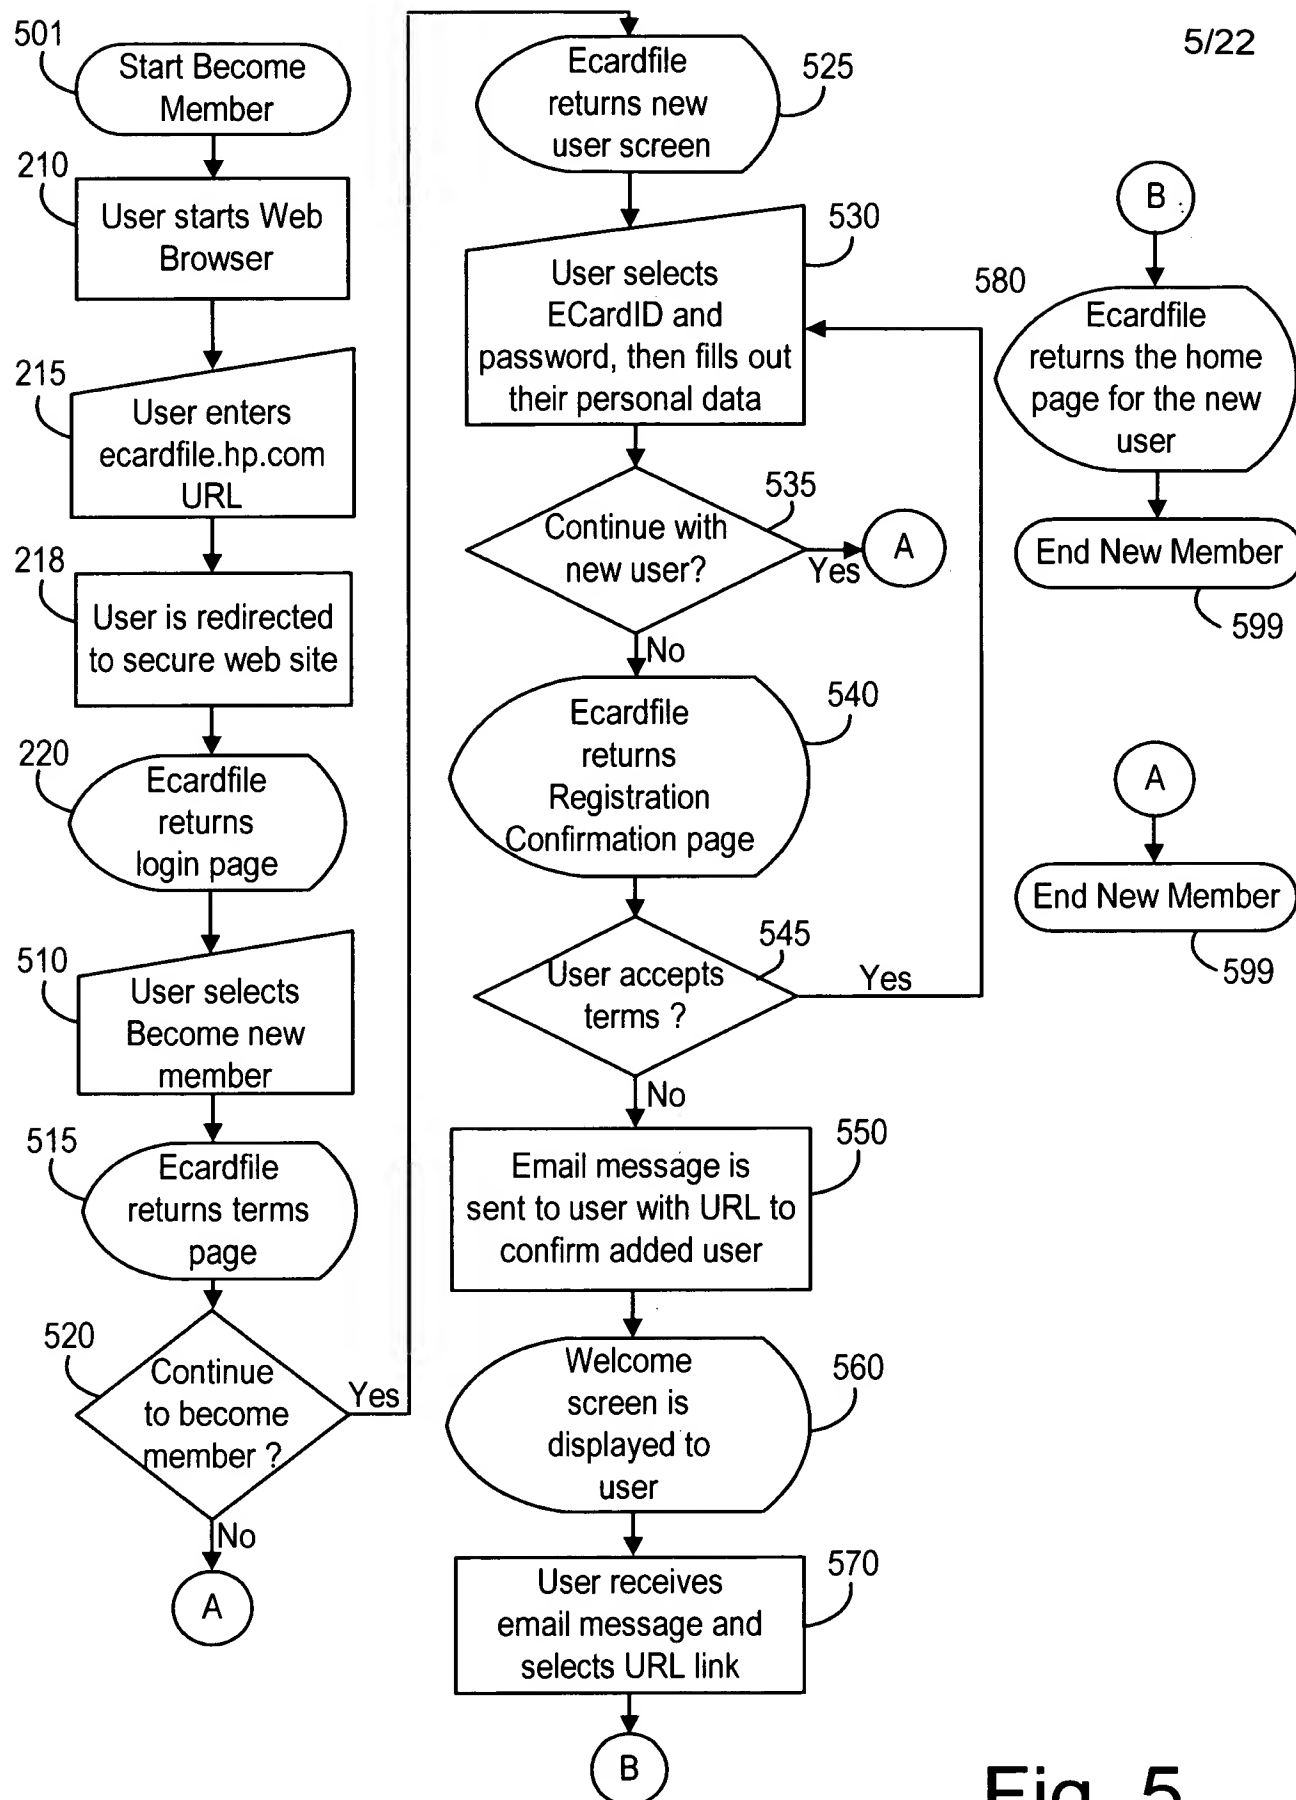 5/22
501
Start Become
Member
210
User starts Web
Browser
215
User enters
ecardfile.hp.com
URL
218
User is redirected
to secure web site
220
Ecardfile
returns
login page
510
User selects
Become new
member
515
Ecardfile
returns terms
page
520
Continue
to become
member ?
Yes
No
A
Ecardfile
returns new
user screen
525
530
User selects
ECardID and
password, then fills out
their personal data
535
Continue with
new user?
Yes
A
No
540
Ecardfile
returns
Registration
Confirmation page
545
User accepts
terms ?
Yes
No
550
Email message is
sent to user with URL to
confirm added user
560
Welcome
screen is
displayed to
user
570
User receives
email message and
selects URL link
B
B
580
Ecardfile
returns the home
page for the new
user
End New Member
599
A
End New Member
599
Fig. 5